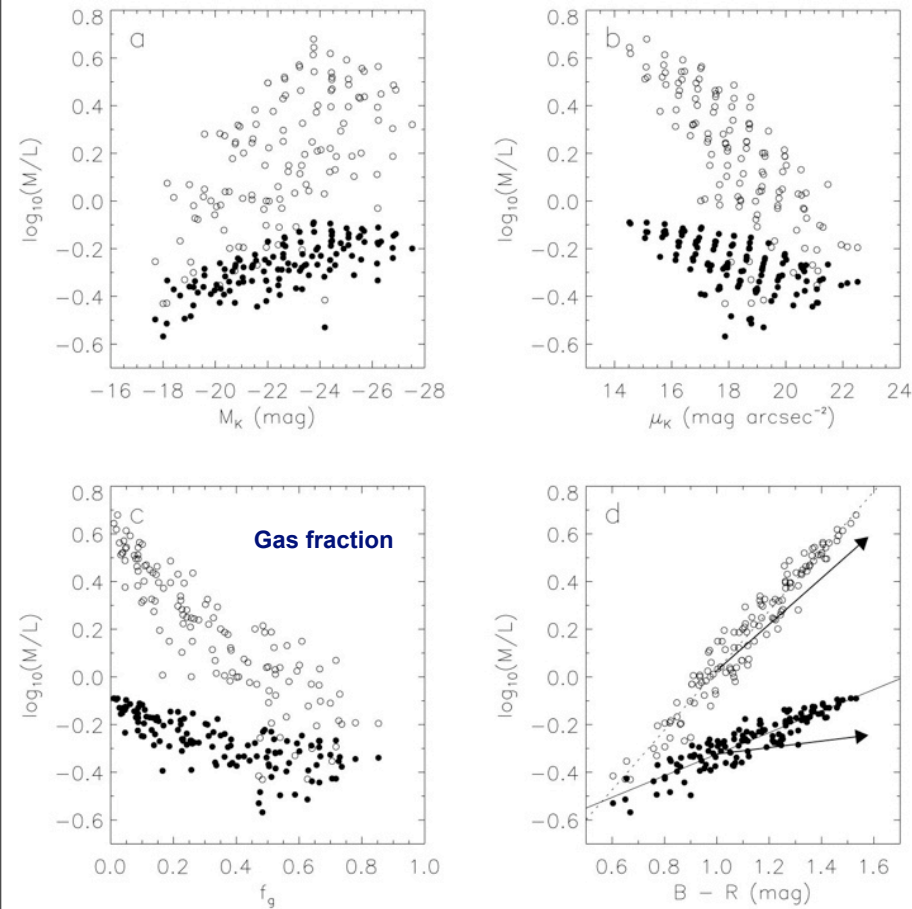 a
log₁₀(M/L)
0.8
0.6
0.4
0.2
0.0
−0.2
−0.4
−0.6
−16 −18 −20 −22 −24 −26 −28
M_K (mag)
b
log₁₀(M/L)
0.8
0.6
0.4
0.2
0.0
−0.2
−0.4
−0.6
14 16 18 20 22 24
μ_K (mag arcsec⁻²)
c
Gas fraction
log₁₀(M/L)
0.8
0.6
0.4
0.2
0.0
−0.2
−0.4
−0.6
0.0 0.2 0.4 0.6 0.8 1.0
f_g
d
log₁₀(M/L)
0.8
0.6
0.4
0.2
0.0
−0.2
−0.4
−0.6
0.6 0.8 1.0 1.2 1.4 1.6
B − R (mag)